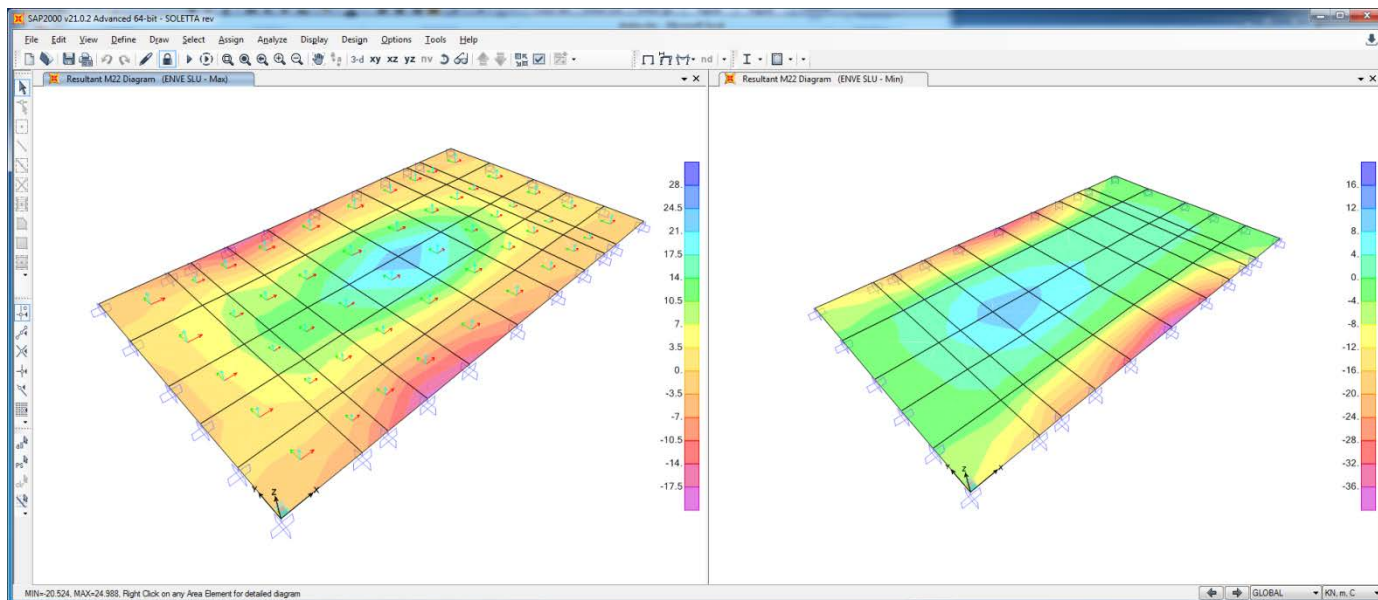 SAP2000 v21.0.2 Advanced 64-bit - SOLETTA rev
File Edit View Define Draw Select Assign Analyze Display Design Options Tools Help
3-d xy xz yz nv nd
Resultant M22 Diagram (ENVE SLU - Max)
28.
24.5
21.
17.5
14.
10.5
7.
3.5
0.
-3.5
-7.
-10.5
-14.
-17.5
Y Z X
Resultant M22 Diagram (ENVE SLU - Min)
16.
12.
8.
4.
0.
-4.
-8.
-12.
-16.
-20.
-24.
-28.
-32.
-36.
Y Z X
all
PS
clr
MIN=-20.524, MAX=24.988, Right Click on any Area Element for detailed diagram
GLOBAL
KN, m, C